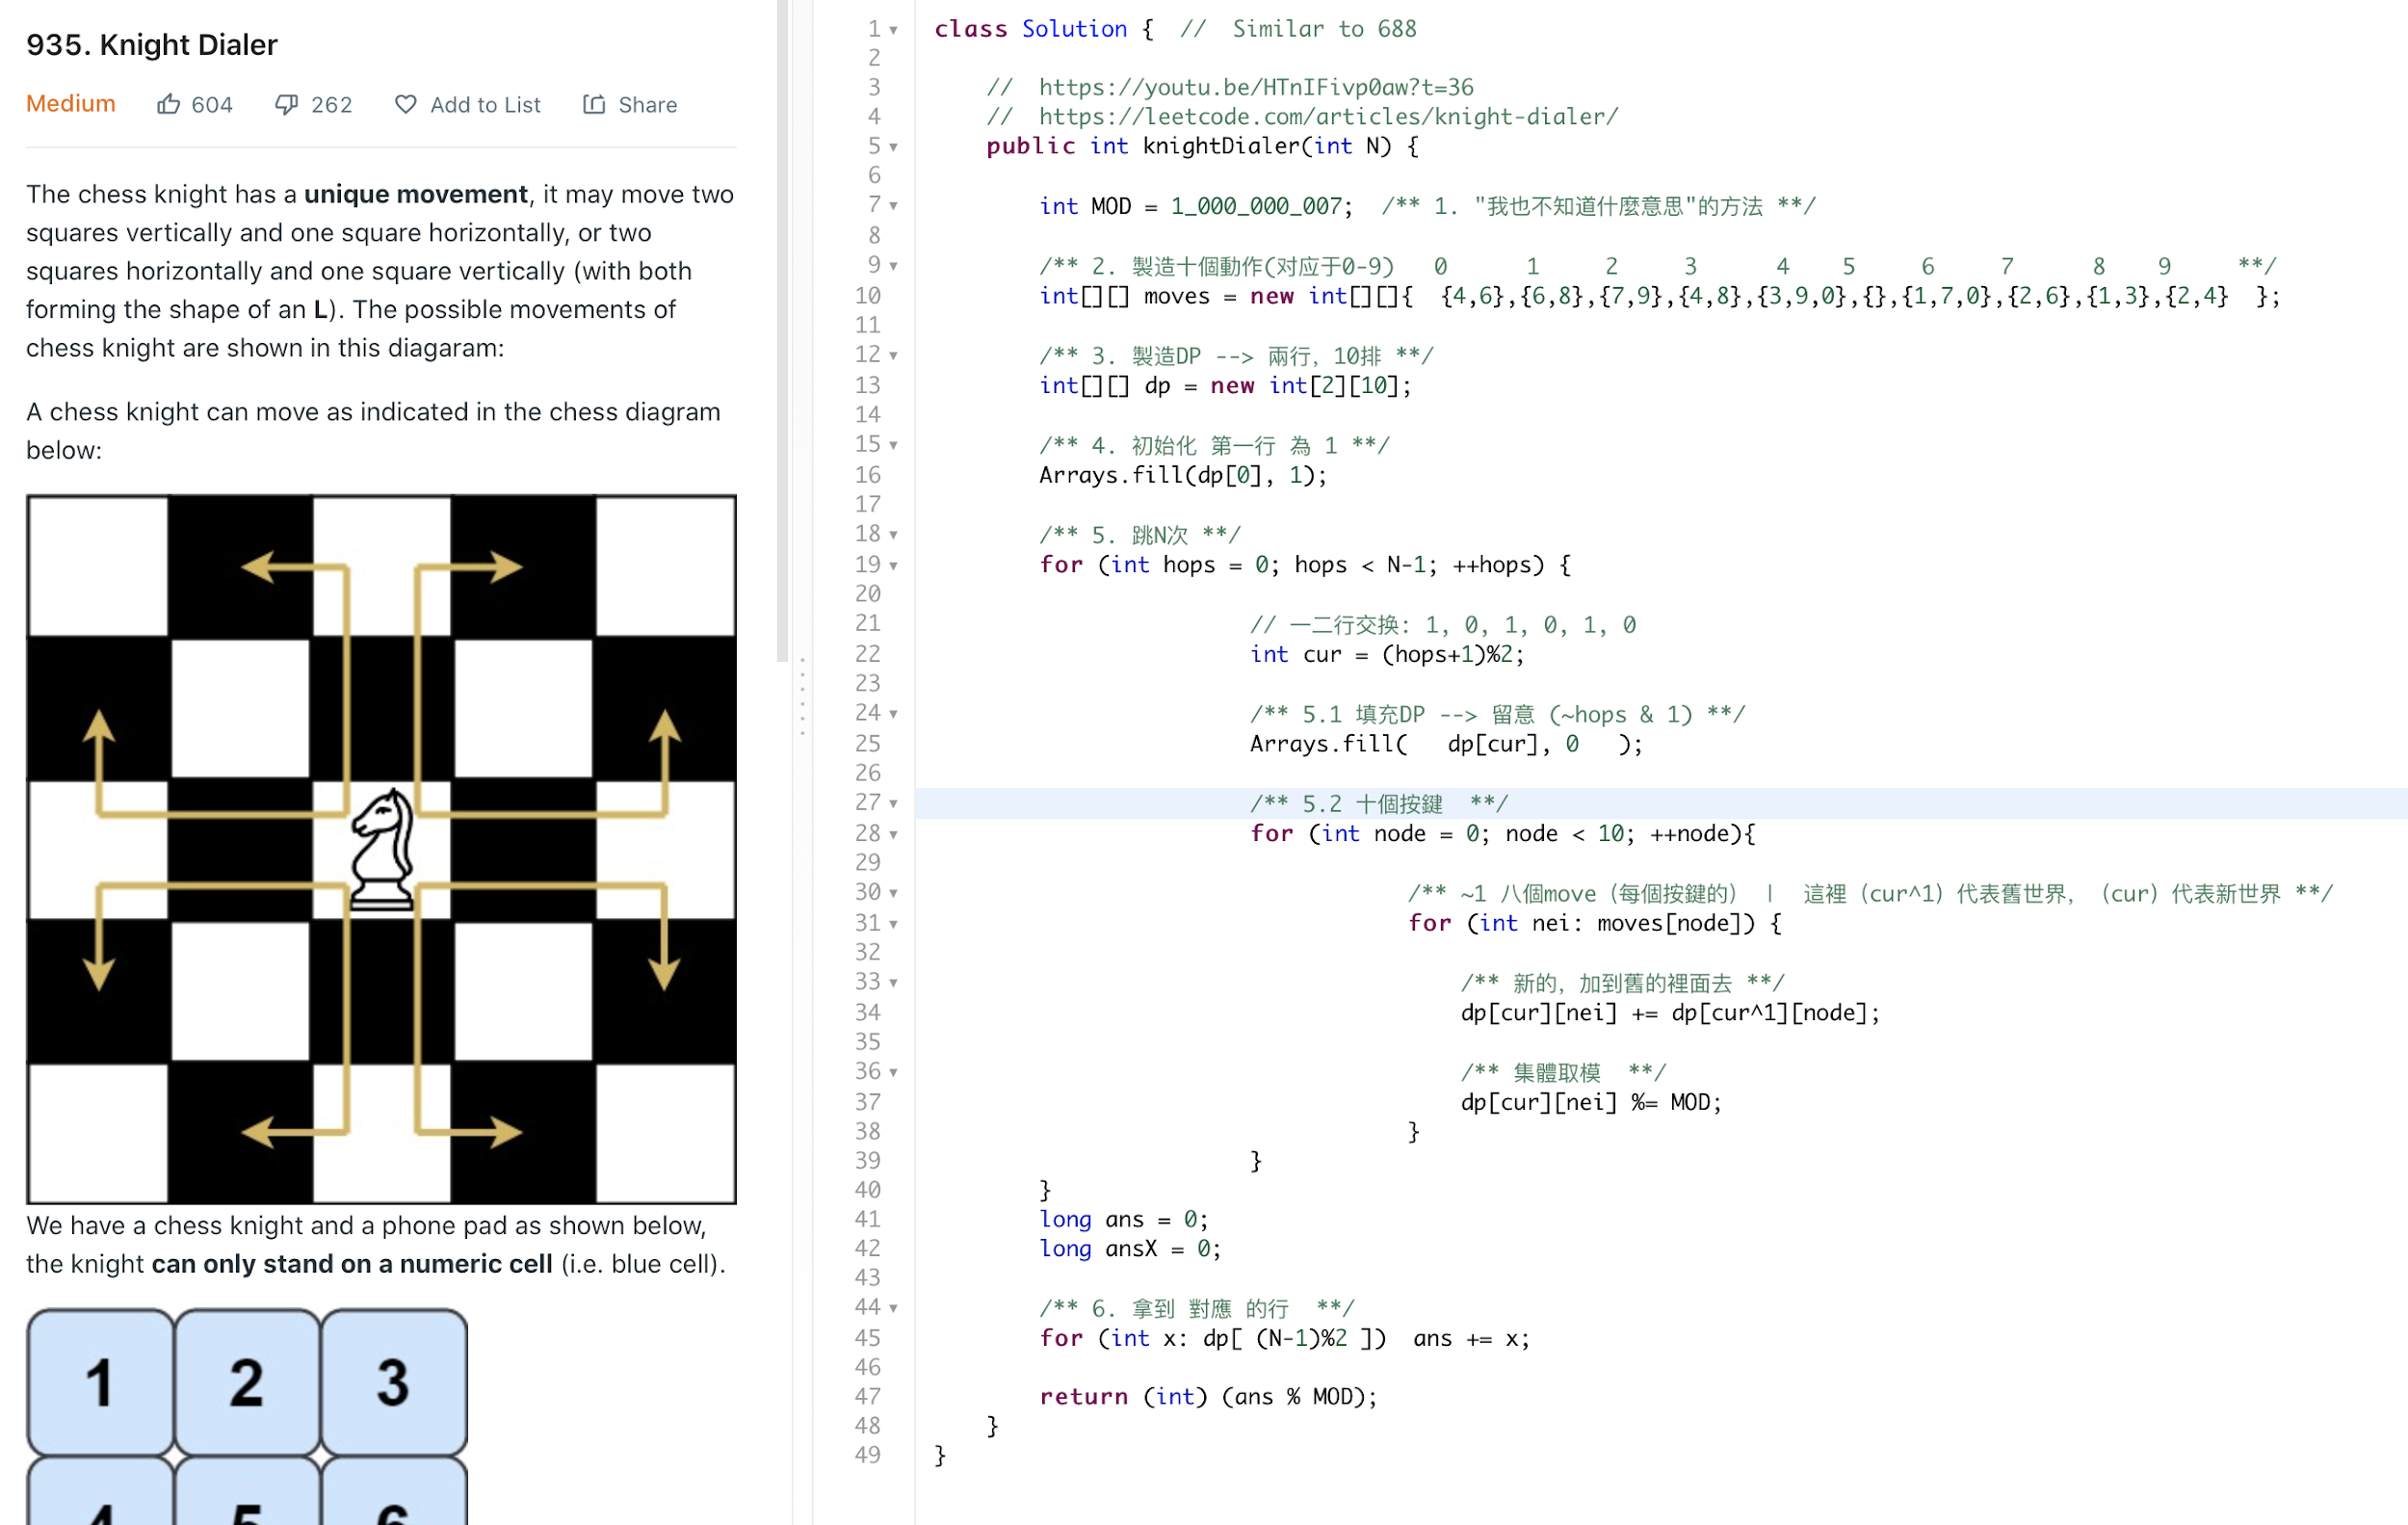 935. Knight Dialer
Medium 604 262 Add to List Share
The chess knight has a unique movement, it may move two
squares vertically and one square horizontally, or two
squares horizontally and one square vertically (with both
forming the shape of an L). The possible movements of
chess knight are shown in this diagaram:
A chess knight can move as indicated in the chess diagram
below:
We have a chess knight and a phone pad as shown below,
the knight can only stand on a numeric cell (i.e. blue cell).
1 2 3
4 5 6
1 class Solution { // Similar to 688
2
3 // https://youtu.be/HTnIFivp0aw?t=36
4 // https://leetcode.com/articles/knight-dialer/
5 public int knightDialer(int N) {
6
7 int MOD = 1_000_000_007; /** 1. "我也不知道什麼意思"的方法 **/
8
9 /** 2. 製造十個動作(对应于0-9) 0 1 2 3 4 5 6 7 8 9 **/
10 int[][] moves = new int[][]{ {4,6},{6,8},{7,9},{4,8},{3,9,0},{},{1,7,0},{2,6},{1,3},{2,4} };
11
12 /** 3. 製造DP --> 兩行，10排 **/
13 int[][] dp = new int[2][10];
14
15 /** 4. 初始化 第一行 為 1 **/
16 Arrays.fill(dp[0], 1);
17
18 /** 5. 跳N次 **/
19 for (int hops = 0; hops < N-1; ++hops) {
20
21 // 一二行交换: 1, 0, 1, 0, 1, 0
22 int cur = (hops+1)%2;
23
24 /** 5.1 填充DP --> 留意 (~hops & 1) **/
25 Arrays.fill( dp[cur], 0 );
26
27 /** 5.2 十個按鍵 **/
28 for (int node = 0; node < 10; ++node){
29
30 /** ~1 八個move（每個按鍵的） | 這裡（cur^1）代表舊世界，（cur）代表新世界 **/
31 for (int nei: moves[node]) {
32
33 /** 新的，加到舊的裡面去 **/
34 dp[cur][nei] += dp[cur^1][node];
35
36 /** 集體取模 **/
37 dp[cur][nei] %= MOD;
38 }
39 }
40 }
41 long ans = 0;
42 long ansX = 0;
43
44 /** 6. 拿到 對應 的行 **/
45 for (int x: dp[ (N-1)%2 ]) ans += x;
46
47 return (int) (ans % MOD);
48 }
49 }